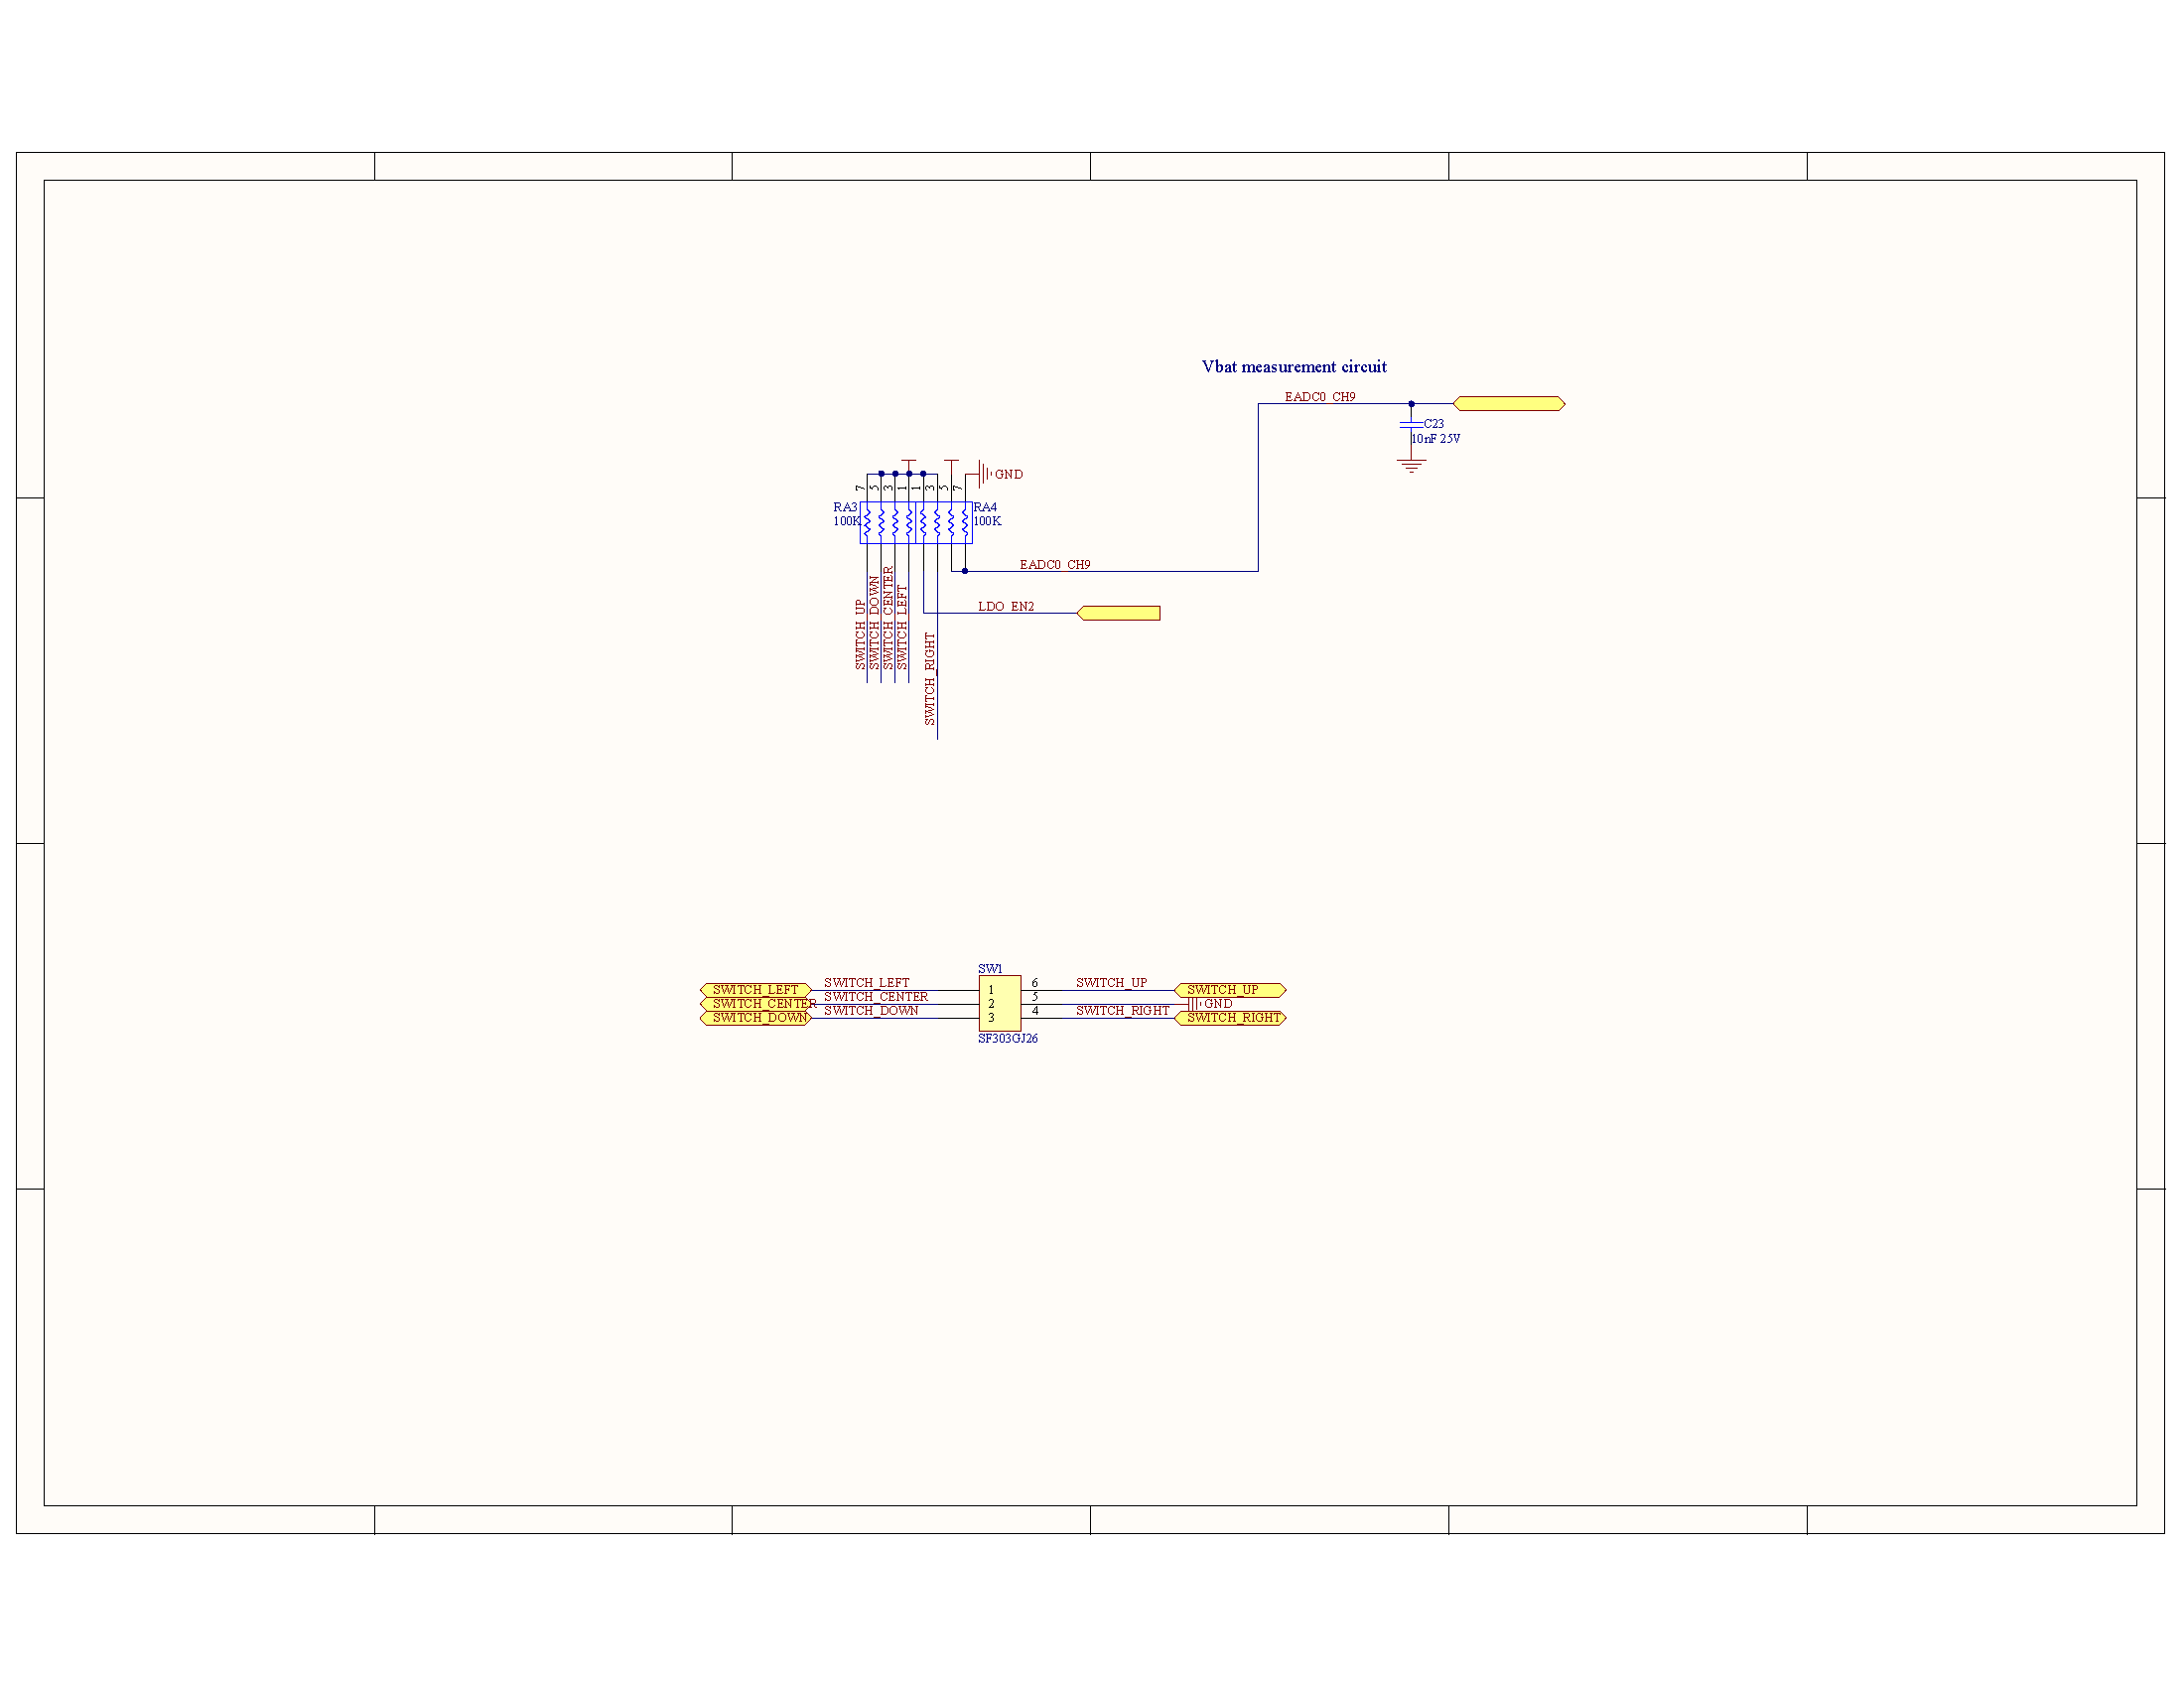 Vbat measurement circuit
EADC0_CH9
C23
10nF 25V
GND
7
5
3
1
1
3
5
7
RA3
100K
RA4
100K
EADC0_CH9
LDO_EN2
SWITCH_UP
SWITCH_DOWN
SWITCH_CENTER
SWITCH_LEFT
SWITCH_RIGHT
SW1
SWITCH_LEFT SWITCH_LEFT 1 6 SWITCH_UP SWITCH_UP
SWITCH_CENTER SWITCH_CENTER 2 5 GND
SWITCH_DOWN SWITCH_DOWN 3 4 SWITCH_RIGHT SWITCH_RIGHT
SF303GJ26